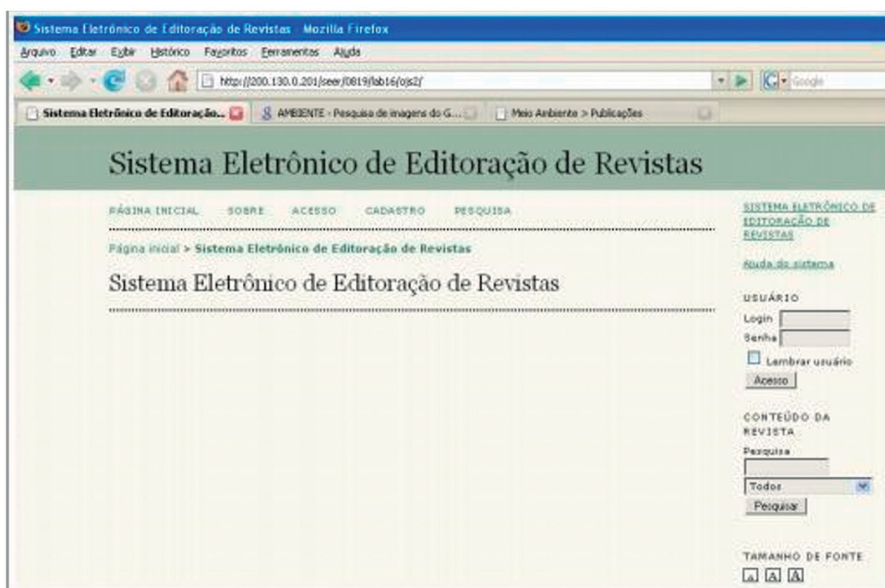 Sistema Eletrônico de Editoração de Revistas Mozilla Firefox
Arquivo Editar Exibir Histórico Favoritos Ferramentas Ajuda
http://200.130.0.201/seer/0819/lab16/ojs2/ Google
Sistema Eletrônico de Editoração... AMBIENTE - Pesquisa de imagens do G... Meio Ambiente > Publicações
Sistema Eletrônico de Editoração de Revistas
PÁGINA INICIAL SOBRE ACESSO CADASTRO PESQUISA
Página inicial > Sistema Eletrônico de Editoração de Revistas
Sistema Eletrônico de Editoração de Revistas
SISTEMA ELETRÔNICO DE
EDITORAÇÃO DE
REVISTAS
Ajuda do sistema
USUÁRIO
Login
Senha
Lembrar usuário
Acesso
CONTEÚDO DA
REVISTA
Pesquisa
Todos
Pesquisar
TAMANHO DE FONTE
A A A